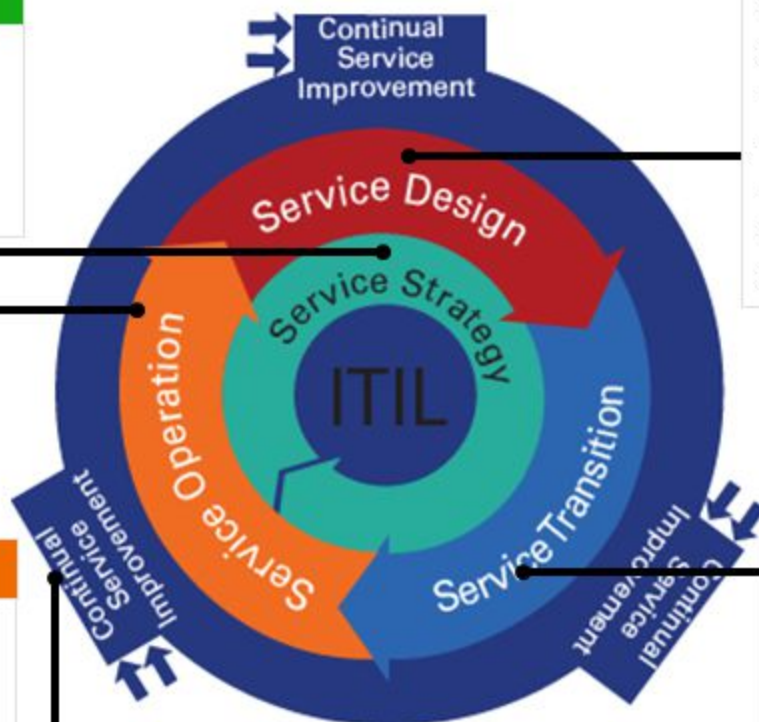 Continual
Service
Improvement
Service Design
Service Strategy
ITIL
Service Operation
Service Transition
Continual
Service
Improvement
Continual
Service
Improvement